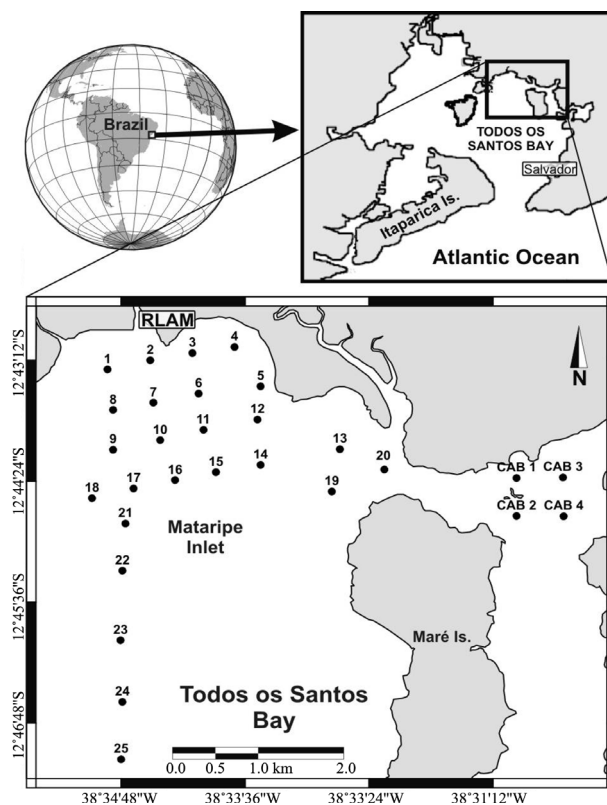 Brazil
TODOS OS
SANTOS BAY
Salvador
Itaparica Is.
Atlantic Ocean
RLAM
N
1
2
3
4
5
6
7
8
9
10
11
12
13
14
15
16
17
18
19
20
21
22
23
24
25
CAB 1
CAB 3
CAB 2
CAB 4
Mataripe
Inlet
Maré Is.
Todos os Santos
Bay
0.0 0.5 1.0 km 2.0
12°43'12"S
12°44'24"S
12°45'36"S
12°46'48"S
38°34'48"W 38°33'36"W 38°33'24"W 38°31'12"W